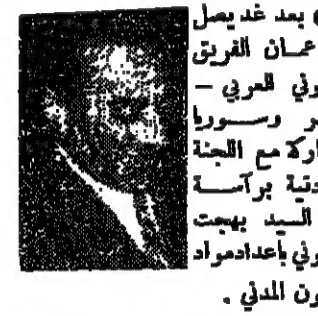 بعد غد يصل
عمان الفريق
وني العربي -
ر وسوريا
اركة مع اللجنة
دنية برآسة
السيد بهجت
وني باعداد مواد
ون المدني .